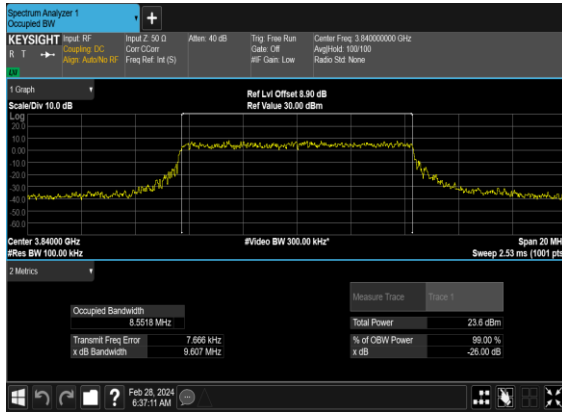 Spectrum Analyzer 1
Occupied BW
+
KEYSIGHT Input: RF Input Z: 50 Ω Atten: 40 dB Trig: Free Run Center Freq: 3.840000000 GHz
R T Coupling: DC Corr CCorr Gate: Off Avg|Hold: 100/100
Align: Auto/No RF Freq Ref: Int (S) #IF Gain: Low Radio Std: None
1 Graph Ref Lvl Offset 8.90 dB
Scale/Div 10.0 dB Ref Value 30.00 dBm
Log
20.0
10.0
0.00
-10.0
-20.0
-30.0
-40.0
-50.0
-60.0
Center 3.84000 GHz #Video BW 300.00 kHz* Span 20 MH
#Res BW 100.00 kHz Sweep 2.53 ms (1001 pts
2 Metrics
Measure Trace Trace 1
Occupied Bandwidth
8.5518 MHz Total Power 23.6 dBm
Transmit Freq Error 7.666 kHz % of OBW Power 99.00 %
x dB Bandwidth 9.607 MHz x dB -26.00 dB
? Feb 28, 2024
6:37:11 AM